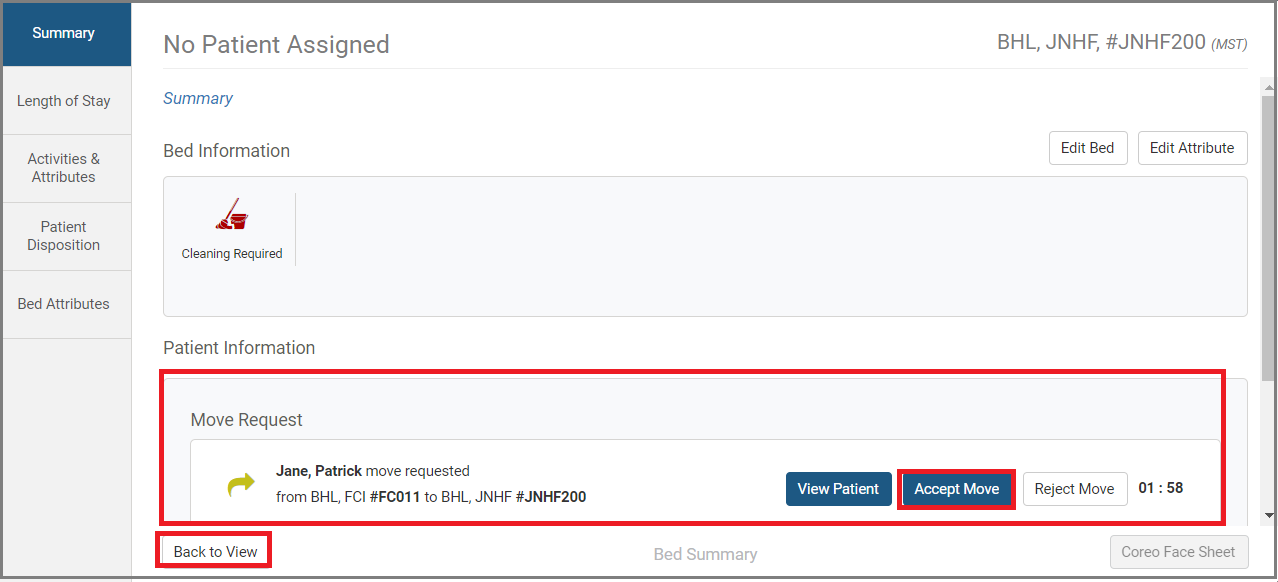 Summary
Length of Stay
Activities &
Attributes
Patient
Disposition
Bed Attributes
No Patient Assigned
BHL, JNHF, #JNHF200 (MST)
Summary
Bed Information
Edit Bed
Edit Attribute
Cleaning Required
Patient Information
Move Request
Jane, Patrick move requested
from BHL, FCI #FC011 to BHL, JNHF #JNHF200
View Patient
Accept Move
Reject Move
01 : 58
Back to View
Bed Summary
Coreo Face Sheet